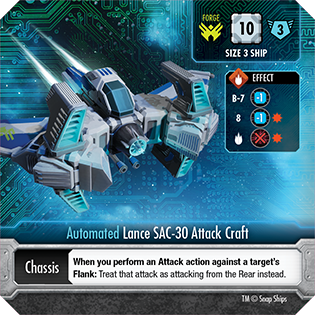 FORGE
10
3
SIZE 3 SHIP
EFFECT
B-7 -1
8 -1
Automated Lance SAC-30 Attack Craft
Chassis
When you perform an Attack action against a target's
Flank: Treat that attack as attacking from the Rear instead.
TM © Snap Ships